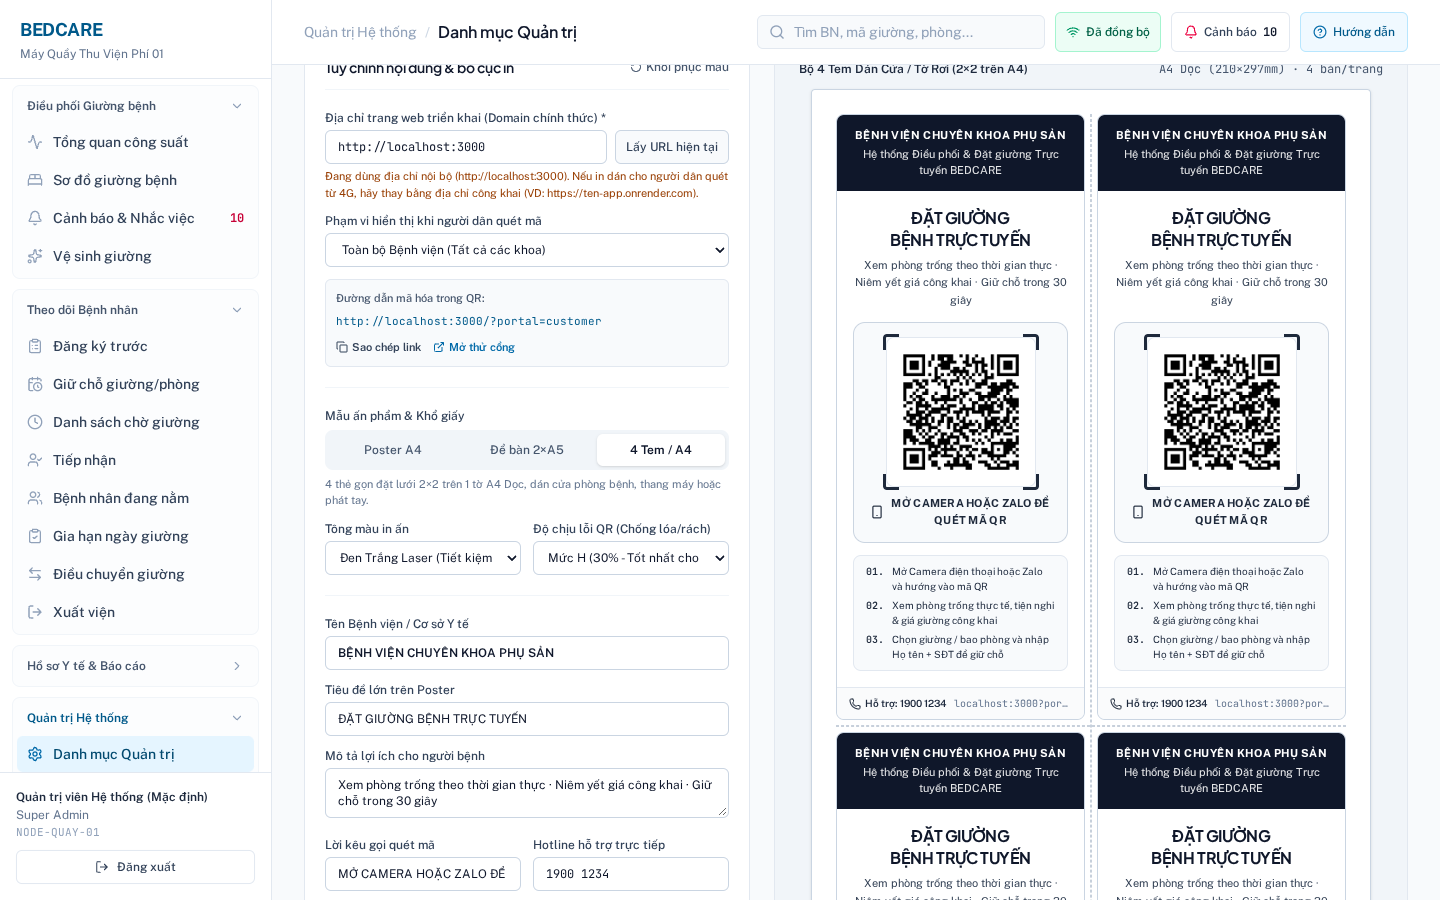 BEDCARE
Máy Quầy Thu Viện Phí 01
Điều phối Giường bệnh
Tổng quan công suất
Sơ đồ giường bệnh
Cảnh báo & Nhắc việc 10
Vệ sinh giường
Theo dõi Bệnh nhân
Đăng ký trước
Giữ chỗ giường/phòng
Danh sách chờ giường
Tiếp nhận
Bệnh nhân đang nằm
Gia hạn ngày giường
Điều chuyển giường
Xuất viện
Hồ sơ Y tế & Báo cáo
Quản trị Hệ thống
Danh mục Quản trị
Quản trị viên Hệ thống (Mặc định)
Super Admin
NODE-QUAY-01
Đăng xuất
Quản trị Hệ thống / Danh mục Quản trị
Tìm BN, mã giường, phòng...
Đã đồng bộ
Cảnh báo 10
Hướng dẫn
Tùy chỉnh nội dung & bố cục in
Khôi phục mẫu
Địa chỉ trang web triển khai (Domain chính thức) *
http://localhost:3000
Lấy URL hiện tại
Đang dùng địa chỉ nội bộ (http://localhost:3000). Nếu in dán cho người dân quét
từ 4G, hãy thay bằng địa chỉ công khai (VD: https://ten-app.onrender.com).
Phạm vi hiển thị khi người dân quét mã
Toàn bộ Bệnh viện (Tất cả các khoa)
Đường dẫn mã hóa trong QR:
http://localhost:3000/?portal=customer
Sao chép link
Mở thử cổng
Mẫu ấn phẩm & Khổ giấy
Poster A4
Để bàn 2×A5
4 Tem / A4
4 thẻ gọn đặt lưới 2×2 trên 1 tờ A4 Dọc, dán cửa phòng bệnh, thang máy hoặc
phát tay.
Tông màu in ấn
Đen Trắng Laser (Tiết kiệm
Độ chịu lỗi QR (Chống lóa/rách)
Mức H (30% - Tốt nhất cho
Tên Bệnh viện / Cơ sở Y tế
BỆNH VIỆN CHUYÊN KHOA PHỤ SẢN
Tiêu đề lớn trên Poster
ĐẶT GIƯỜNG BỆNH TRỰC TUYẾN
Mô tả lợi ích cho người bệnh
Xem phòng trống theo thời gian thực · Niêm yết giá công khai · Giữ
chỗ trong 30 giây
Lời kêu gọi quét mã
MỞ CAMERA HOẶC ZALO ĐỂ
Hotline hỗ trợ trực tiếp
1900 1234
Bộ 4 Tem Dán Cửa / Tờ Rơi (2×2 trên A4)
A4 Dọc (210×297mm) · 4 bản/trang
BỆNH VIỆN CHUYÊN KHOA PHỤ SẢN
Hệ thống Điều phối & Đặt giường Trực
tuyến BEDCARE
ĐẶT GIƯỜNG
BỆNH TRỰC TUYẾN
Xem phòng trống theo thời gian thực ·
Niêm yết giá công khai · Giữ chỗ trong 30
giây
MỞ CAMERA HOẶC ZALO ĐỂ
QUÉT MÃ QR
01. Mở Camera điện thoại hoặc Zalo
và hướng vào mã QR
02. Xem phòng trống thực tế, tiện nghi
& giá giường công khai
03. Chọn giường / bao phòng và nhập
Họ tên + SĐT để giữ chỗ
Hỗ trợ: 1900 1234 localhost:3000?por…
BỆNH VIỆN CHUYÊN KHOA PHỤ SẢN
Hệ thống Điều phối & Đặt giường Trực
tuyến BEDCARE
ĐẶT GIƯỜNG
BỆNH TRỰC TUYẾN
Xem phòng trống theo thời gian thực ·
Niêm yết giá công khai · Giữ chỗ trong 30
giây
MỞ CAMERA HOẶC ZALO ĐỂ
QUÉT MÃ QR
01. Mở Camera điện thoại hoặc Zalo
và hướng vào mã QR
02. Xem phòng trống thực tế, tiện nghi
& giá giường công khai
03. Chọn giường / bao phòng và nhập
Họ tên + SĐT để giữ chỗ
Hỗ trợ: 1900 1234 localhost:3000?por…
BỆNH VIỆN CHUYÊN KHOA PHỤ SẢN
Hệ thống Điều phối & Đặt giường Trực
tuyến BEDCARE
ĐẶT GIƯỜNG
BỆNH TRỰC TUYẾN
Xem phòng trống theo thời gian thực ·
Niêm yết giá công khai · Giữ chỗ trong 30
BỆNH VIỆN CHUYÊN KHOA PHỤ SẢN
Hệ thống Điều phối & Đặt giường Trực
tuyến BEDCARE
ĐẶT GIƯỜNG
BỆNH TRỰC TUYẾN
Xem phòng trống theo thời gian thực ·
Niêm yết giá công khai · Giữ chỗ trong 30